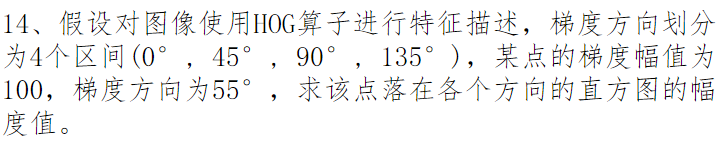 14、假设对图像使用HOG算子进行特征描述，梯度方向划分
为4个区间(0°, 45°, 90°, 135°)，某点的梯度幅值为
100，梯度方向为55°，求该点落在各个方向的直方图的幅
度值。